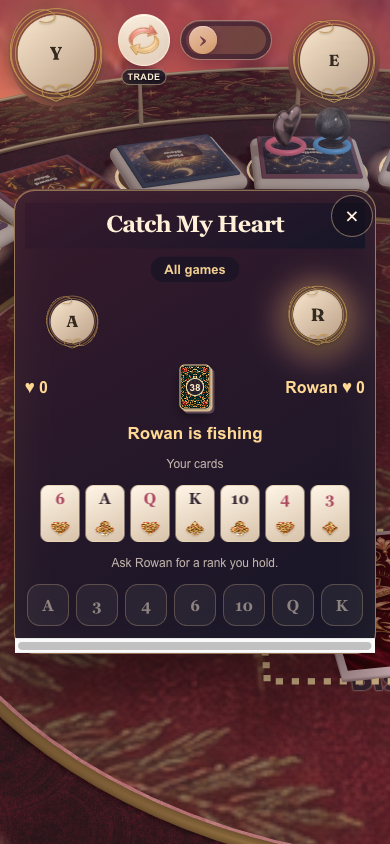 Y
›
E
TRADE
Catch My Heart
×
All games
A
R
♥ 0
38
Rowan ♥ 0
Rowan is fishing
Your cards
6 A Q K 10 4 3
Ask Rowan for a rank you hold.
A 3 4 6 10 Q K